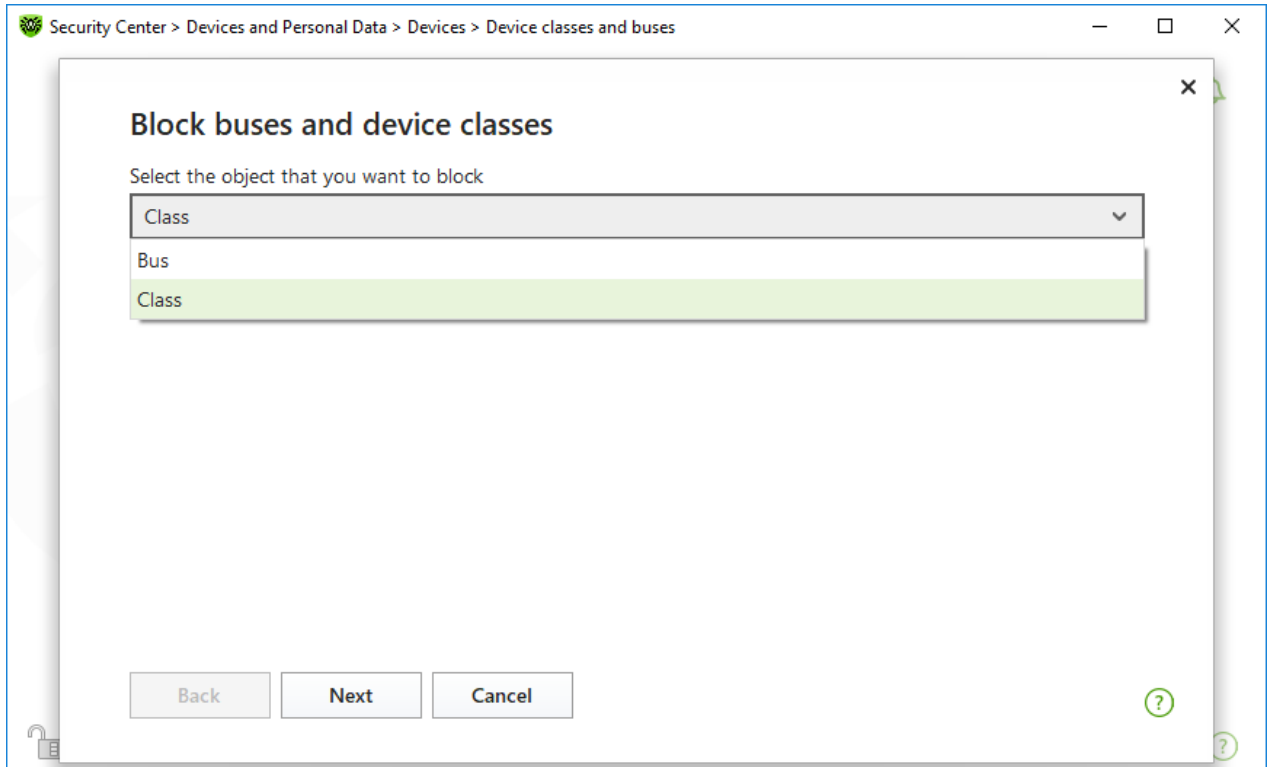 Security Center > Devices and Personal Data > Devices > Device classes and buses
Block buses and device classes
Select the object that you want to block
Class
Bus
Class
Back
Next
Cancel
?
?